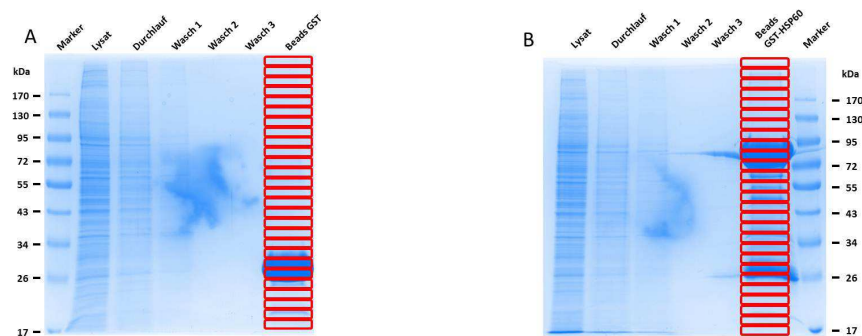 A
Marker
Lysat
Durchlauf
Wasch 1
Wasch 2
Wasch 3
Beads GST
kDa
170
130
95
72
55
43
34
26
17
B
Lysat
Durchlauf
Wasch 1
Wasch 2
Wasch 3
Beads
GST-HSP60
Marker
kDa
170
130
95
72
55
43
34
26
17